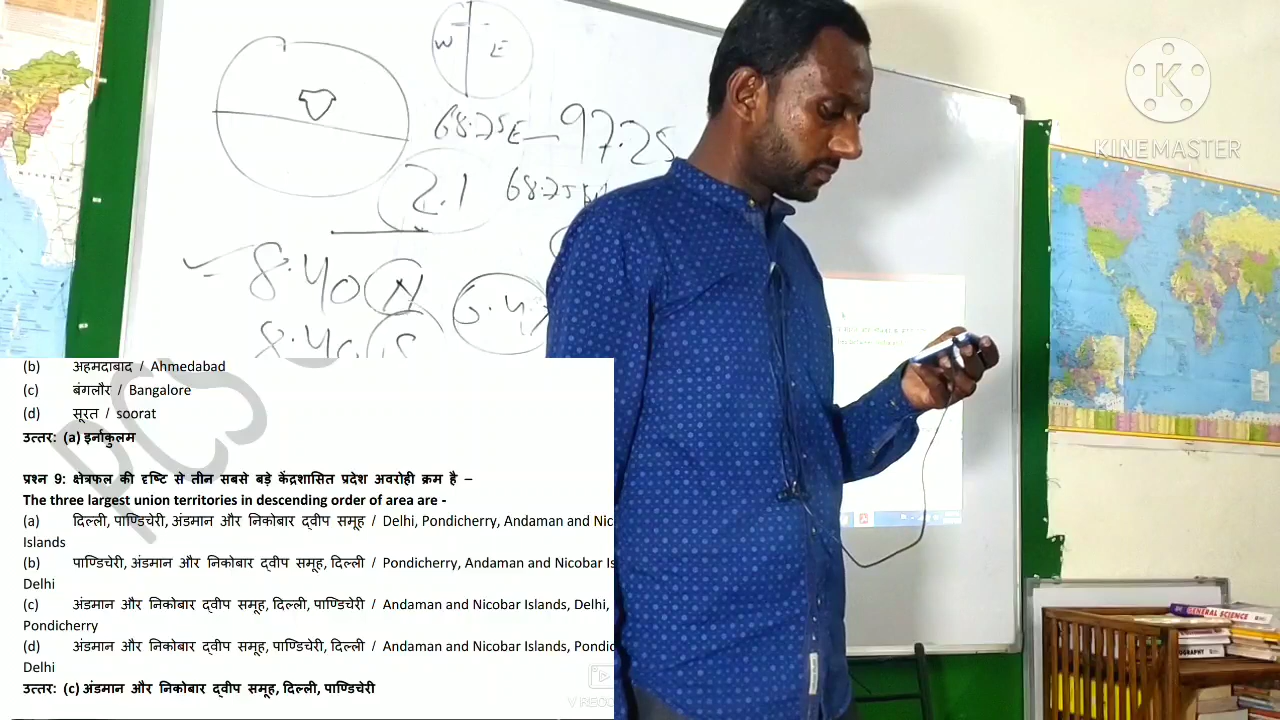 W E
68.25E — 97.25
2.1 68.25
8.40 N
K
KINEMASTER
(b) अहमदाबाद / Ahmedabad
(c) बंगलौर / Bangalore
(d) सूरत / soorat
उत्तर: (a) इर्नाकुलम
प्रश्न 9: क्षेत्रफल की दृष्टि से तीन सबसे बड़े केंद्रशासित प्रदेश अवरोही क्रम है –
The three largest union territories in descending order of area are -
(a) दिल्ली, पाण्डिचेरी, अंडमान और निकोबार द्वीप समूह / Delhi, Pondicherry, Andaman and Nic
Islands
(b) पाण्डिचेरी, अंडमान और निकोबार द्वीप समूह, दिल्ली / Pondicherry, Andaman and Nicobar Is
Delhi
(c) अंडमान और निकोबार द्वीप समूह, दिल्ली, पाण्डिचेरी / Andaman and Nicobar Islands, Delhi,
Pondicherry
(d) अंडमान और निकोबार द्वीप समूह, पाण्डिचेरी, दिल्ली / Andaman and Nicobar Islands, Pondic
Delhi
उत्तर: (c) अंडमान और निकोबार द्वीप समूह, दिल्ली, पाण्डिचेरी
PCS
V RECO
GENERAL SCIENCE